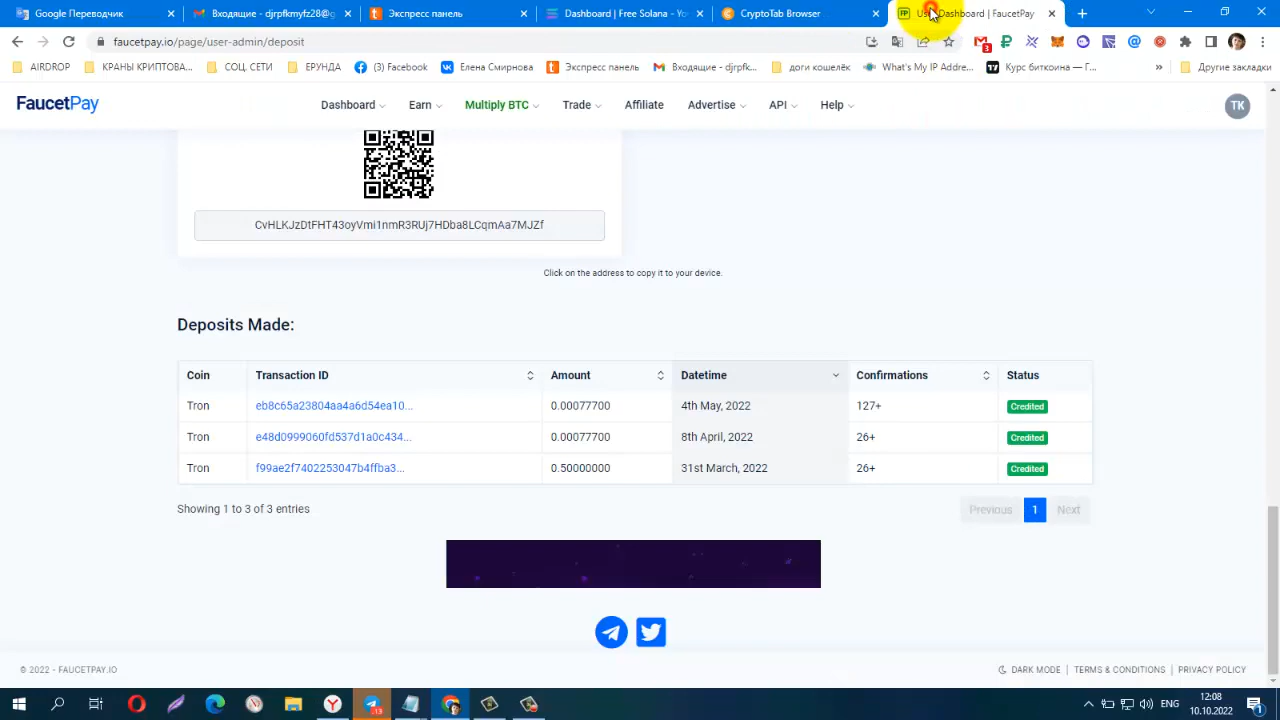 Google Переводчик
Входящие - djrpfkmyfz28@g
Экспресс панель
Dashboard | Free Solana - Yo
CryptoTab Browser
Dashboard | FaucetPay
faucetpay.io/page/user-admin/deposit
3
AIRDROP
КРАНЫ КРИПТОВА...
СОЦ. СЕТИ
ЕРУНДА
(3) Facebook
Елена Смирнова
Экспресс панель
Входящие - djrpfk...
доги кошелёк
What's My IP Addre...
Курс биткоина — Г...
»
Другие закладки
FaucetPay
Dashboard
Earn
Multiply BTC
Trade
Affiliate
Advertise
API
Help
TK
CvHLKJzDtFHT43oyVmi1nmR3RUj7HDba8LCqmAa7MJZf
Click on the address to copy it to your device.
Deposits Made:
Coin Transaction ID Amount Datetime Confirmations Status
Tron eb8c65a23804aa4a6d54ea10... 0.00077700 4th May, 2022 127+ Credited
Tron e48d0999060fd537d1a0c434... 0.00077700 8th April, 2022 26+ Credited
Tron f99ae2f7402253047b4ffba3... 0.50000000 31st March, 2022 26+ Credited
Showing 1 to 3 of 3 entries
Previous 1 Next
© 2022 - FAUCETPAY.IO
DARK MODE | TERMS & CONDITIONS | PRIVACY POLICY
ENG
12:08
10.10.2022